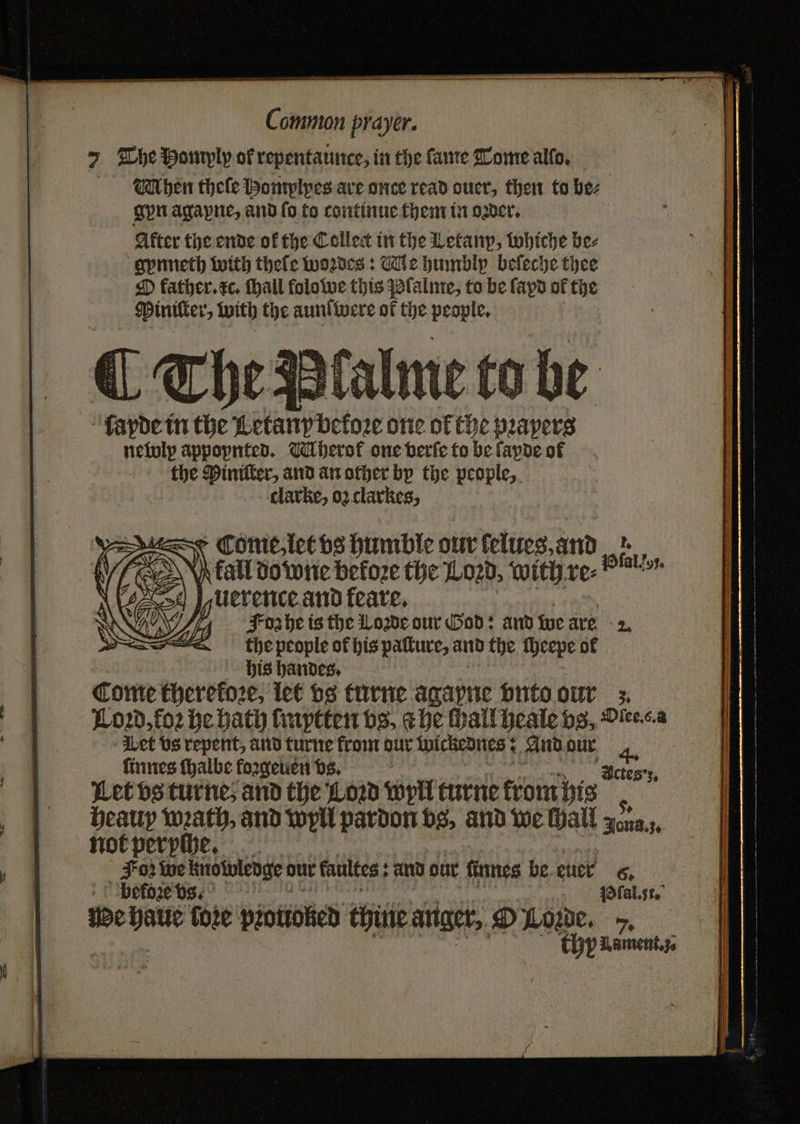 Common prayer.
7 The Homyly of repentaunce, in the same Tome also.
When these Homylyes are once read ouer, then to be-
gyn agayne, and so to continue them in order.
After the ende of the Collect in the Letany, whiche be-
gynneth with these wordes: We humbly beseche thee
O father.&c. shall folowe this Psalme, to be sayd of the
Minister, with the aunswere of the people.
¶ The Psalme to be
sayde in the Letany before one of the prayers
newly appoynted. Wherof one verse to be sayde of
the Minister, and an other by the people,
clarke, or clarkes,
Come, let vs humble our selues, and 1.
fall downe before the Lord, with re- Psal.95.
uerence and feare.
For he is the Lorde our God: and we are 2.
the people of his pasture, and the sheepe of
his handes.
Come therefore, let vs turne agayne vnto our 3.
Lord, for he hath smytten vs, & he shall heale vs. Osee.6.a
Let vs repent, and turne from our wickednes: And our 4.
sinnes shalbe forgeuen vs. Actes 3.
Let vs turne, and the Lord wyll turne from his
heauy wrath, and wyll pardon vs, and we shall 5. Jona.3.
not peryshe.
For we knowledge our faultes: and our sinnes be euer 6.
before vs. Psal.51.
We haue sore prouoked thine anger, O Lorde. 7.
thy Lament.3.